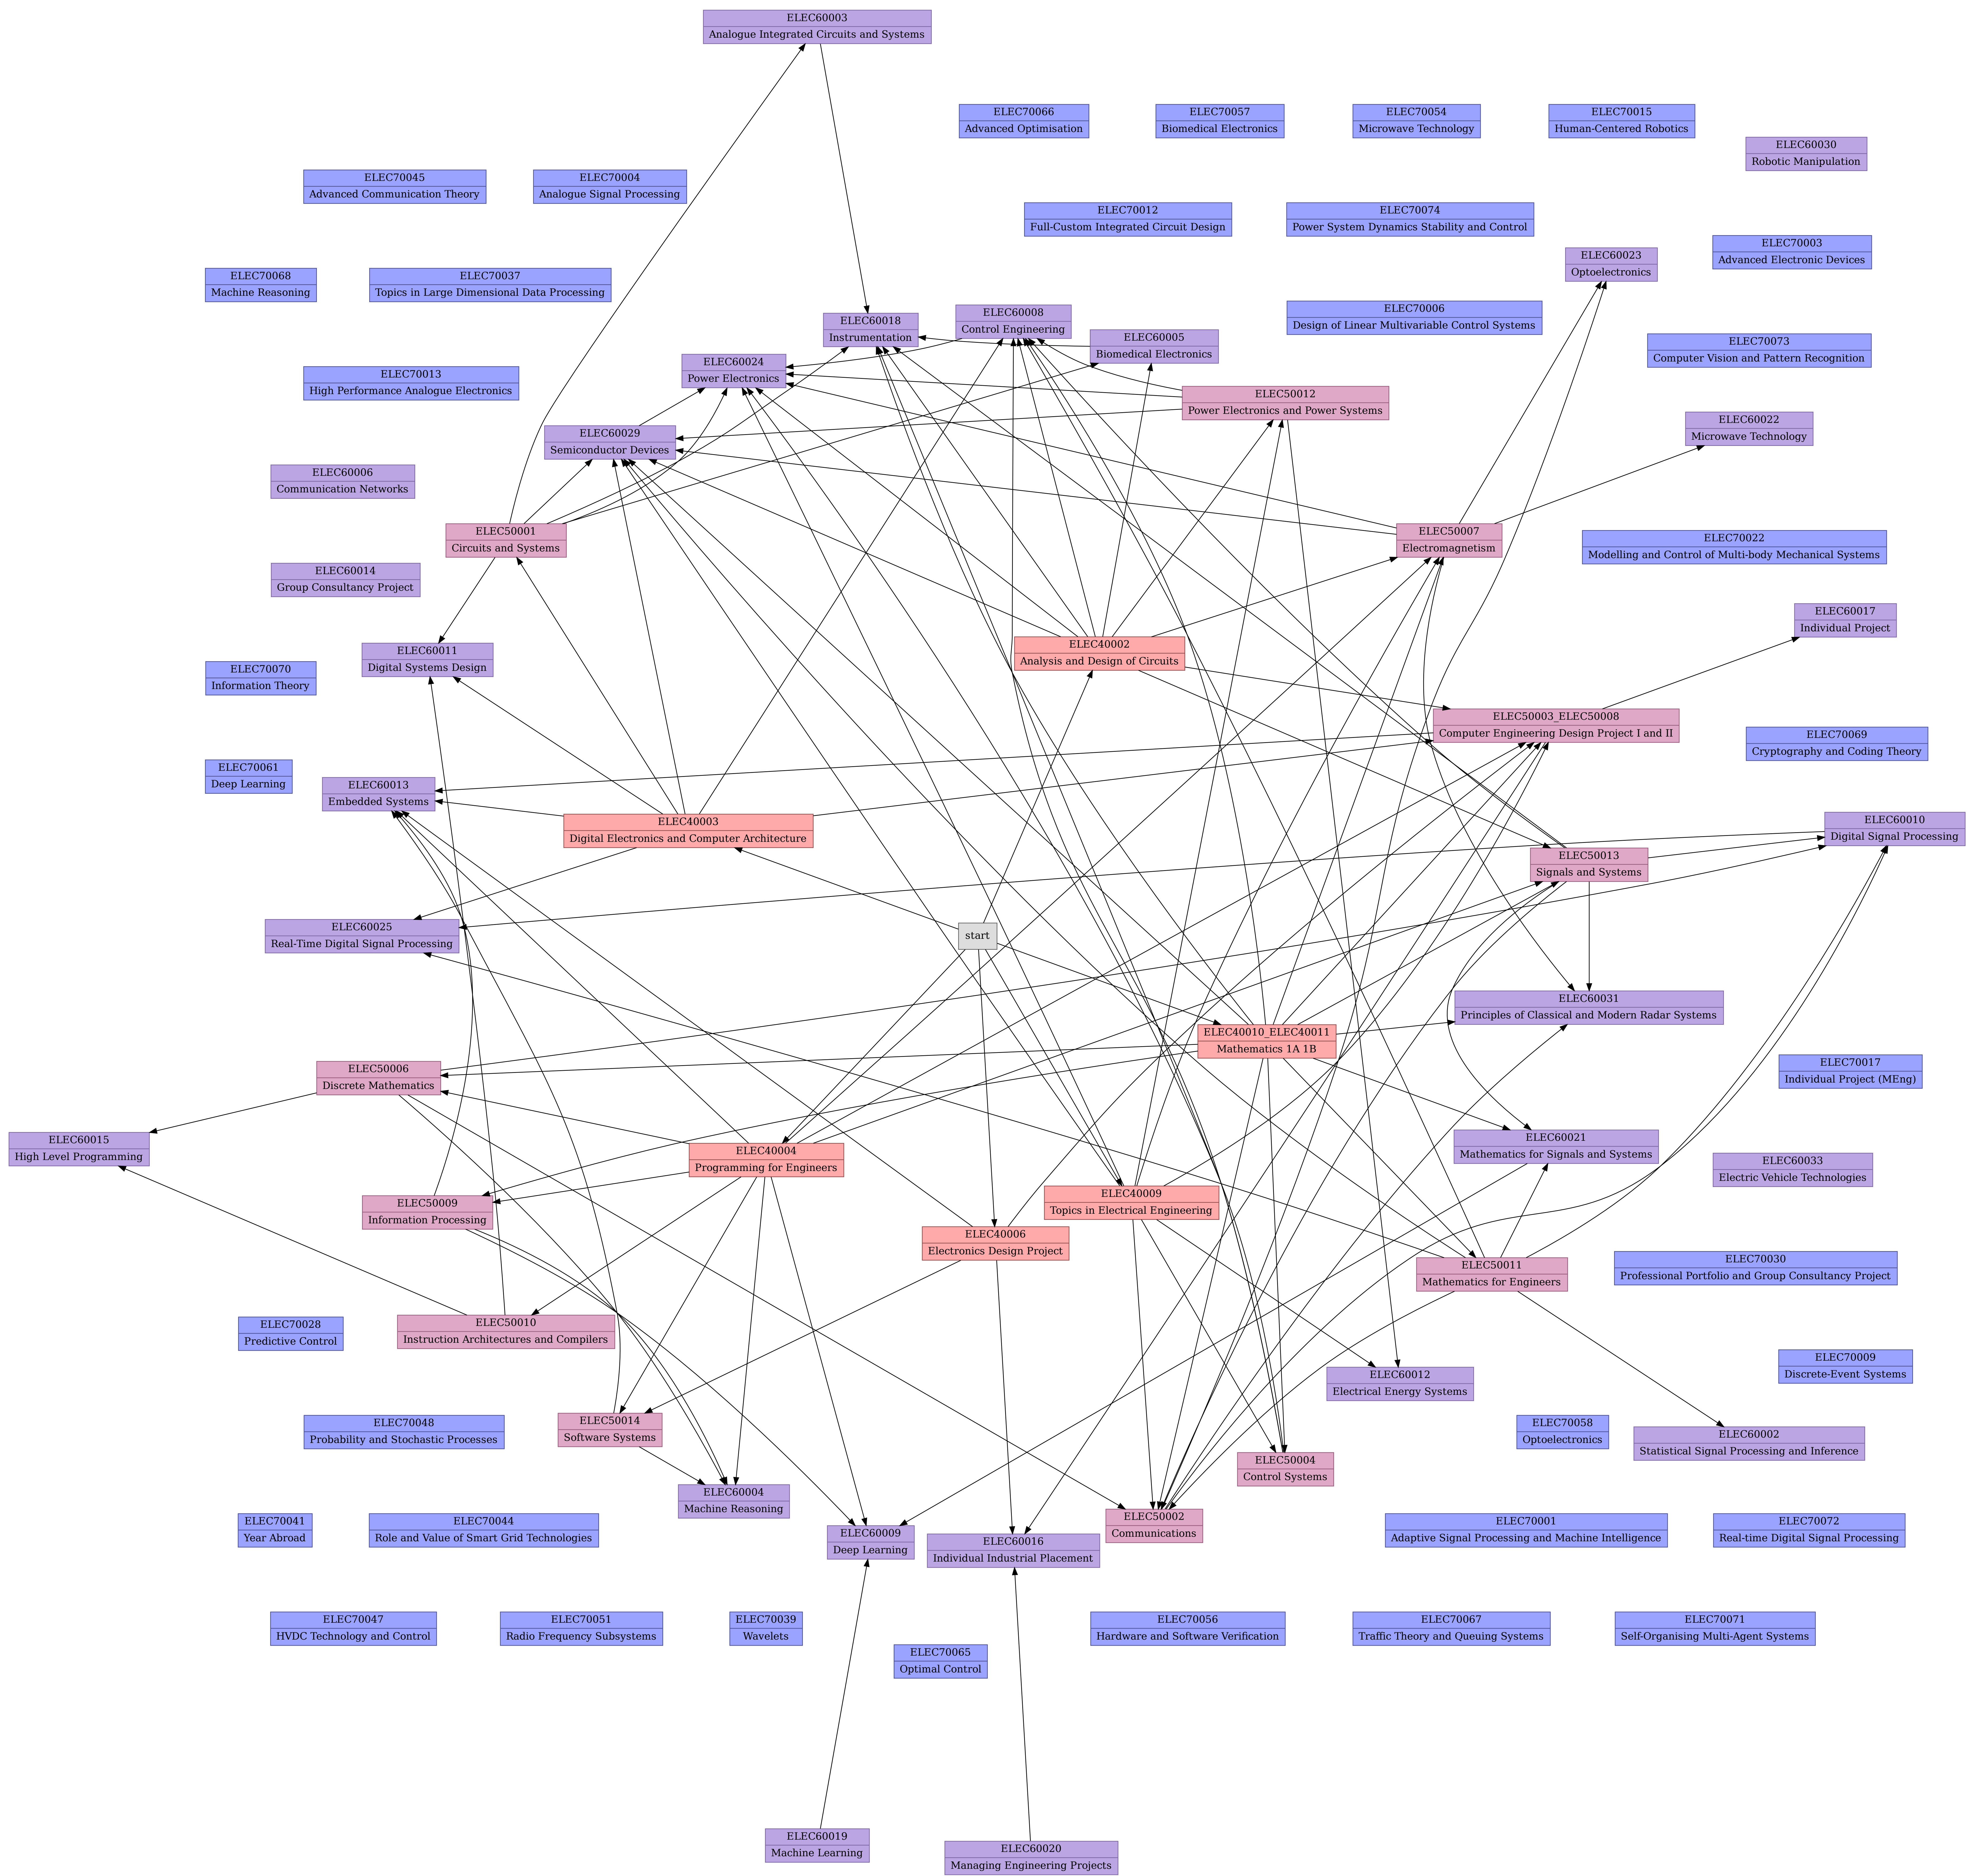 ELEC60003
Analogue Integrated Circuits and Systems
ELEC70066
Advanced Optimisation
ELEC70057
Biomedical Electronics
ELEC70054
Microwave Technology
ELEC70015
Human-Centered Robotics
ELEC60030
Robotic Manipulation
ELEC70045
Advanced Communication Theory
ELEC70004
Analogue Signal Processing
ELEC70012
Full-Custom Integrated Circuit Design
ELEC70074
Power System Dynamics Stability and Control
ELEC70003
Advanced Electronic Devices
ELEC60023
Optoelectronics
ELEC70068
Machine Reasoning
ELEC70037
Topics in Large Dimensional Data Processing
ELEC70006
Design of Linear Multivariable Control Systems
ELEC60008
Control Engineering
ELEC60018
Instrumentation
ELEC60005
Biomedical Electronics
ELEC70073
Computer Vision and Pattern Recognition
ELEC60024
Power Electronics
ELEC70013
High Performance Analogue Electronics
ELEC50012
Power Electronics and Power Systems
ELEC60022
Microwave Technology
ELEC60029
Semiconductor Devices
ELEC60006
Communication Networks
ELEC50001
Circuits and Systems
ELEC50007
Electromagnetism
ELEC70022
Modelling and Control of Multi-body Mechanical Systems
ELEC60014
Group Consultancy Project
ELEC60017
Individual Project
ELEC40002
Analysis and Design of Circuits
ELEC60011
Digital Systems Design
ELEC70070
Information Theory
ELEC50003_ELEC50008
Computer Engineering Design Project I and II
ELEC70069
Cryptography and Coding Theory
ELEC70061
Deep Learning
ELEC60013
Embedded Systems
ELEC40003
Digital Electronics and Computer Architecture
ELEC60010
Digital Signal Processing
ELEC50013
Signals and Systems
ELEC60025
Real-Time Digital Signal Processing
start
ELEC60031
Principles of Classical and Modern Radar Systems
ELEC40010_ELEC40011
Mathematics 1A 1B
ELEC50006
Discrete Mathematics
ELEC70017
Individual Project (MEng)
ELEC60015
High Level Programming
ELEC40004
Programming for Engineers
ELEC60021
Mathematics for Signals and Systems
ELEC60033
Electric Vehicle Technologies
ELEC50009
Information Processing
ELEC40009
Topics in Electrical Engineering
ELEC40006
Electronics Design Project
ELEC50011
Mathematics for Engineers
ELEC70030
Professional Portfolio and Group Consultancy Project
ELEC70028
Predictive Control
ELEC50010
Instruction Architectures and Compilers
ELEC60012
Electrical Energy Systems
ELEC70009
Discrete-Event Systems
ELEC70048
Probability and Stochastic Processes
ELEC50014
Software Systems
ELEC70058
Optoelectronics
ELEC60002
Statistical Signal Processing and Inference
ELEC50004
Control Systems
ELEC60004
Machine Reasoning
ELEC50002
Communications
ELEC70041
Year Abroad
ELEC70044
Role and Value of Smart Grid Technologies
ELEC60009
Deep Learning
ELEC60016
Individual Industrial Placement
ELEC70001
Adaptive Signal Processing and Machine Intelligence
ELEC70072
Real-time Digital Signal Processing
ELEC70047
HVDC Technology and Control
ELEC70051
Radio Frequency Subsystems
ELEC70039
Wavelets
ELEC70065
Optimal Control
ELEC70056
Hardware and Software Verification
ELEC70067
Traffic Theory and Queuing Systems
ELEC70071
Self-Organising Multi-Agent Systems
ELEC60019
Machine Learning
ELEC60020
Managing Engineering Projects